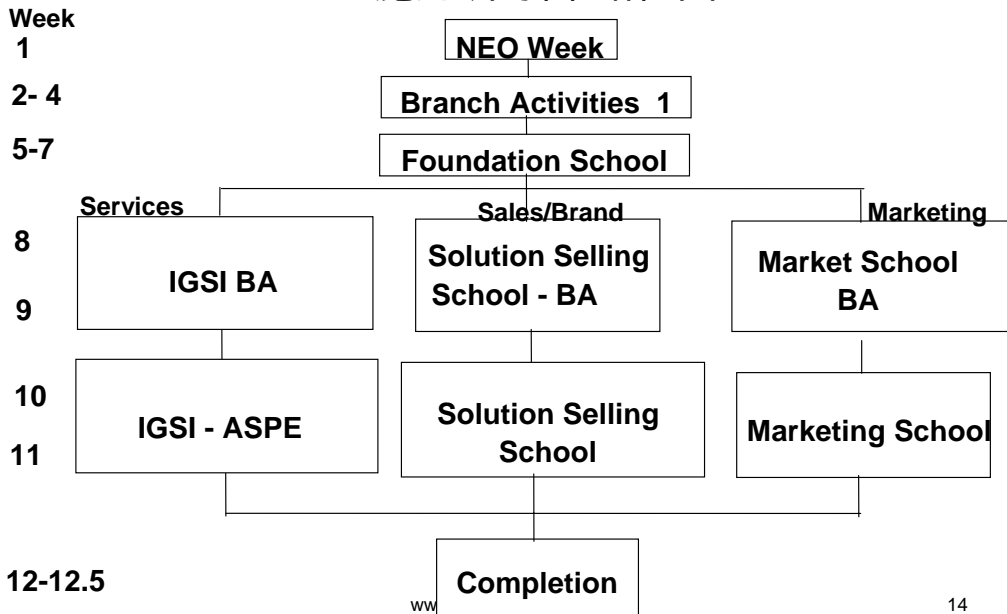 Week
1
NEO Week
2- 4
Branch Activities 1
5-7
Foundation School
Services
Sales/Brand
Marketing
8
9
IGSI BA
Solution Selling
School - BA
Market School
BA
10
11
IGSI - ASPE
Solution Selling
School
Marketing School
12-12.5
Completion
14